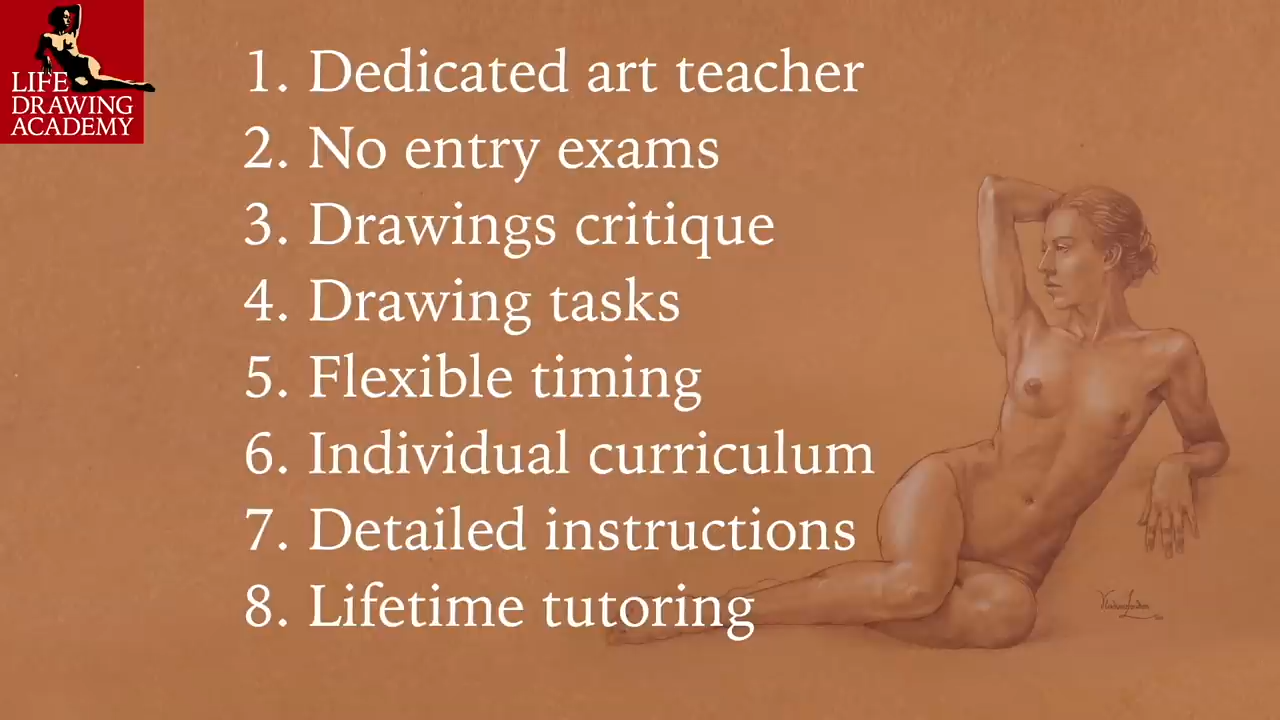 LIFE
DRAWING
ACADEMY
1. Dedicated art teacher
2. No entry exams
3. Drawings critique
4. Drawing tasks
5. Flexible timing
6. Individual curriculum
7. Detailed instructions
8. Lifetime tutoring